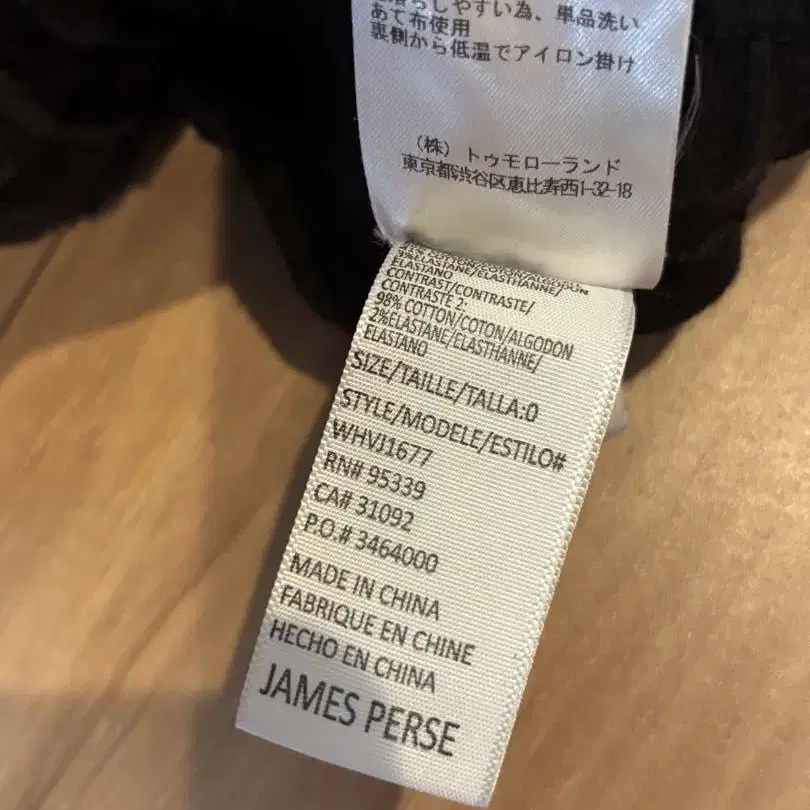 しやすい為、単品洗い
あて布使用
裏側から低温でアイロン掛け
（株）トゥモローランド
東京都渋谷区恵比寿西1-32-18
ELASTANE/ELASTHANNE/
ELASTANO
CONTRAST/CONTRASTE/
CONTRASTE 2:
98% COTTON/COTON/ALGODON
2%ELASTANE/ELASTHANNE/
ELASTANO
SIZE/TAILLE/TALLA:0
STYLE/MODELE/ESTILO#
WHVJ1677
RN# 95339
CA# 31092
P.O.# 3464000
MADE IN CHINA
FABRIQUE EN CHINE
HECHO EN CHINA
JAMES PERSE